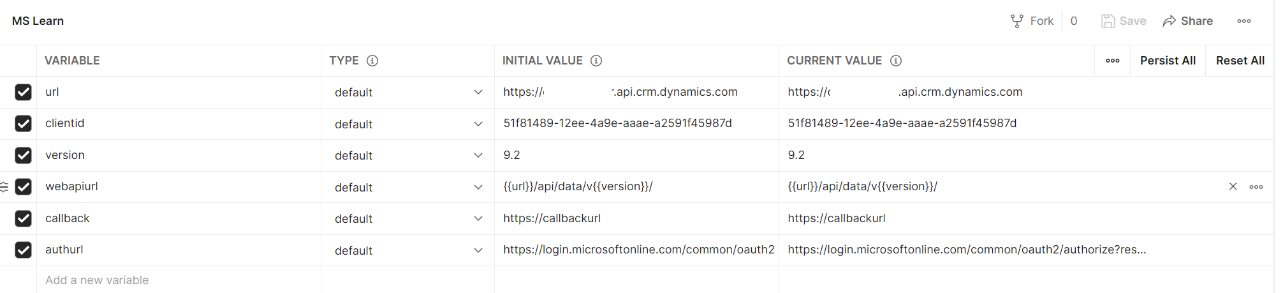 MS Learn Fork 0 Save Share
VARIABLE TYPE INITIAL VALUE CURRENT VALUE Persist All Reset All
url default https:// .api.crm.dynamics.com https:// .api.crm.dynamics.com
clientid default 51f81489-12ee-4a9e-aaae-a2591f45987d 51f81489-12ee-4a9e-aaae-a2591f45987d
version default 9.2 9.2
webapiurl default {{url}}/api/data/v{{version}}/ {{url}}/api/data/v{{version}}/
callback default https://callbackurl https://callbackurl
authurl default https://login.microsoftonline.com/common/oauth2 https://login.microsoftonline.com/common/oauth2/authorize?res...
Add a new variable